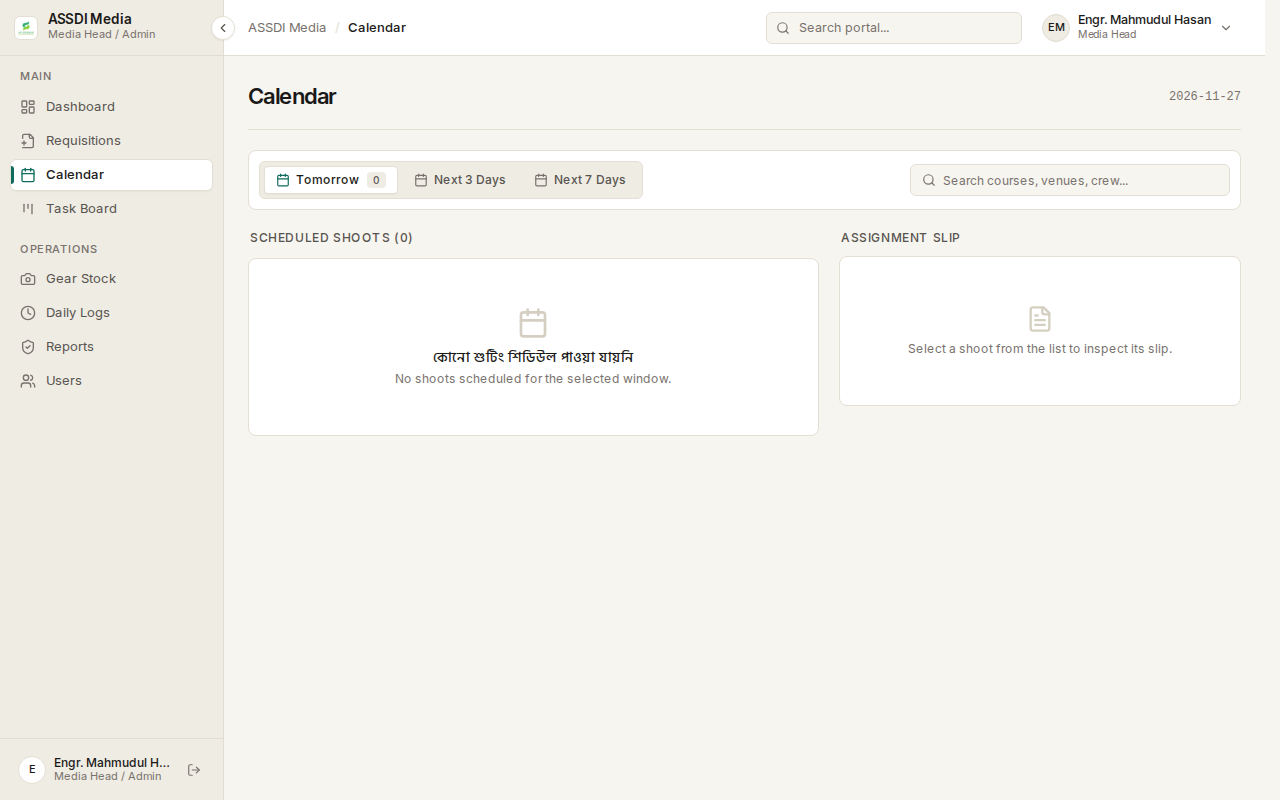 ASSDI Media
Media Head / Admin
ASSDI Media / Calendar
Search portal...
EM
Engr. Mahmudul Hasan
Media Head
MAIN
Dashboard
Requisitions
Calendar
Task Board
OPERATIONS
Gear Stock
Daily Logs
Reports
Users
Calendar
2026-11-27
Tomorrow 0
Next 3 Days
Next 7 Days
Search courses, venues, crew...
SCHEDULED SHOOTS (0)
কোনো শুটিং শিডিউল পাওয়া যায়নি
No shoots scheduled for the selected window.
ASSIGNMENT SLIP
Select a shoot from the list to inspect its slip.
E
Engr. Mahmudul H...
Media Head / Admin